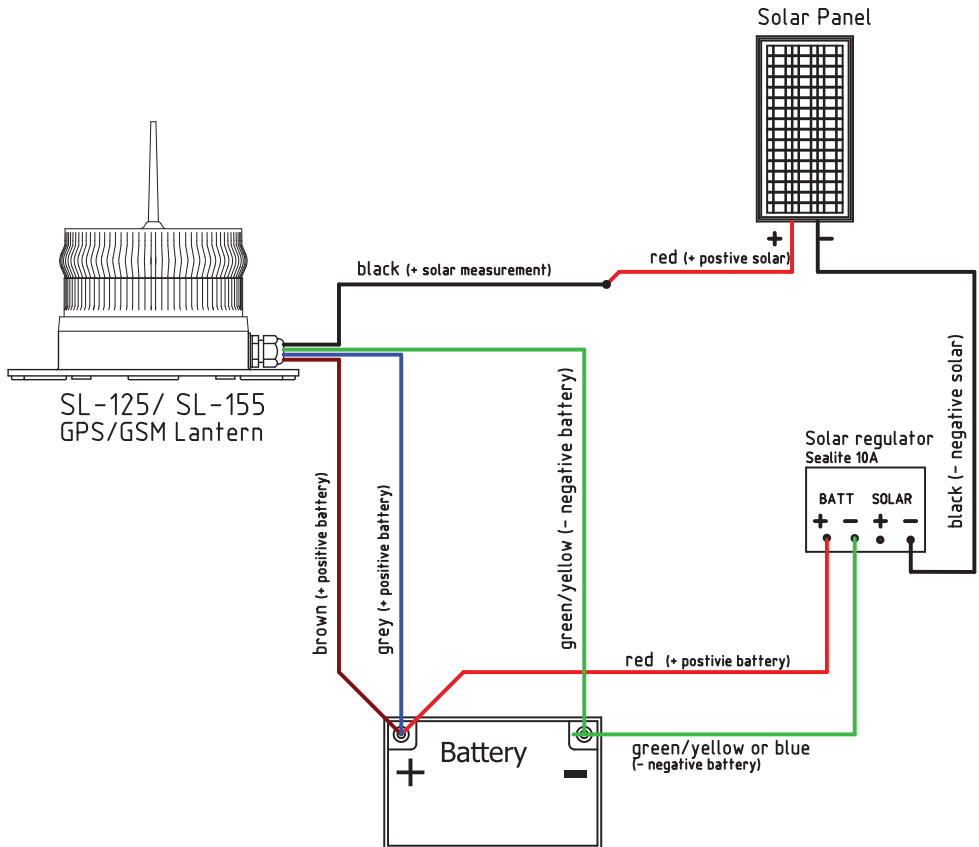 Solar Panel
+ −
red (+ postive solar)
black (+ solar measurement)
black (- negative solar)
SL-125/ SL-155
GPS/GSM Lantern
Solar regulator
Sealite 10A
BATT SOLAR
+ − + −
brown (+ positive battery)
grey (+ positive battery)
green/yellow (- negative battery)
red (+ postivie battery)
Battery
+ −
green/yellow or blue
(- negative battery)